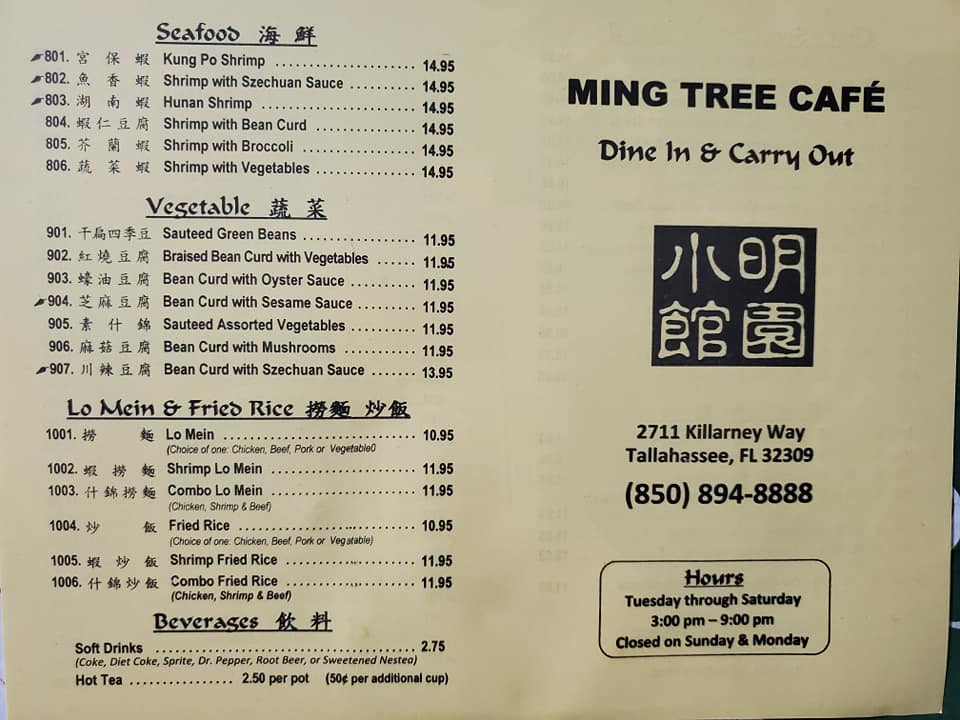 Seafood 海 鮮
801. 宮 保 蝦 Kung Po Shrimp .................... 14.95
802. 魚 香 蝦 Shrimp with Szechuan Sauce .......... 14.95
803. 湖 南 蝦 Hunan Shrimp ...................... 14.95
804. 蝦 仁 豆 腐 Shrimp with Bean Curd ............... 14.95
805. 芥 蘭 蝦 Shrimp with Broccoli ................. 14.95
806. 蔬 菜 蝦 Shrimp with Vegetables ............... 14.95
Vegetable 蔬 菜
901. 干扁四季豆 Sauteed Green Beans ................. 11.95
902. 紅 燒 豆 腐 Braised Bean Curd with Vegetables ...... 11.95
903. 蠔 油 豆 腐 Bean Curd with Oyster Sauce .......... 11.95
904. 芝 麻 豆 腐 Bean Curd with Sesame Sauce ......... 11.95
905. 素 什 錦 Sauteed Assorted Vegetables .......... 11.95
906. 麻 菇 豆 腐 Bean Curd with Mushrooms ........... 11.95
907. 川 辣 豆 腐 Bean Curd with Szechuan Sauce ....... 13.95
Lo Mein & Fried Rice 撈麵 炒飯
1001. 撈 麵 Lo Mein ............................ 10.95
(Choice of one: Chicken, Beef, Pork or Vegetable0
1002. 蝦 撈 麵 Shrimp Lo Mein ...................... 11.95
1003. 什 錦 撈 麵 Combo Lo Mein ..................... 11.95
(Chicken, Shrimp & Beef)
1004. 炒 飯 Fried Rice .......................... 10.95
(Choice of one: Chicken, Beef, Pork or Vegatable)
1005. 蝦 炒 飯 Shrimp Fried Rice ................... 11.95
1006. 什 錦 炒 飯 Combo Fried Rice ................... 11.95
(Chicken, Shrimp & Beef)
Beverages 飲 料
Soft Drinks ...................................... 2.75
(Coke, Diet Coke, Sprite, Dr. Pepper, Root Beer, or Sweetened Nestea)
Hot Tea ............... 2.50 per pot (50¢ per additional cup)
MING TREE CAFÉ
Dine In & Carry Out
小明
館園
2711 Killarney Way
Tallahassee, FL 32309
(850) 894-8888
Hours
Tuesday through Saturday
3:00 pm – 9:00 pm
Closed on Sunday & Monday